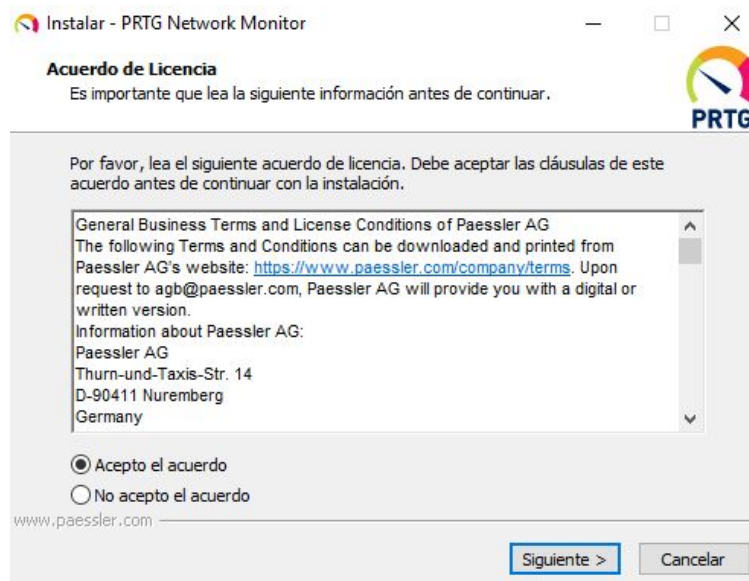 Instalar - PRTG Network Monitor
Acuerdo de Licencia
Es importante que lea la siguiente información antes de continuar.
PRTG
Por favor, lea el siguiente acuerdo de licencia. Debe aceptar las cláusulas de este
acuerdo antes de continuar con la instalación.
General Business Terms and License Conditions of Paessler AG
The following Terms and Conditions can be downloaded and printed from
Paessler AG's website: https://www.paessler.com/company/terms. Upon
request to agb@paessler.com, Paessler AG will provide you with a digital or
written version.
Information about Paessler AG:
Paessler AG
Thurn-und-Taxis-Str. 14
D-90411 Nuremberg
Germany
Acepto el acuerdo
No acepto el acuerdo
www.paessler.com
Siguiente >
Cancelar